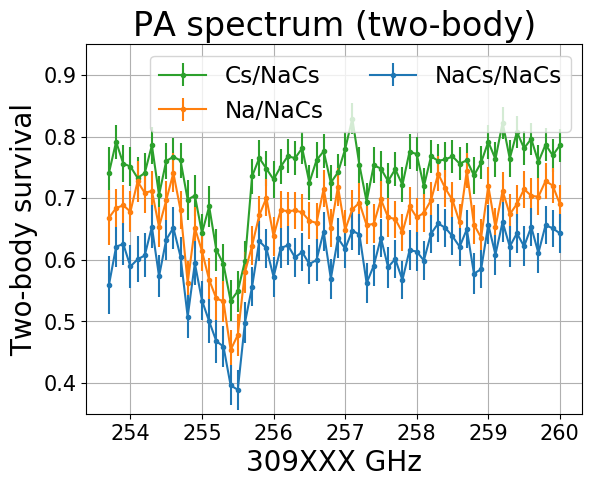 PA spectrum (two-body)
Cs/NaCs
NaCs/NaCs
Na/NaCs
Two-body survival
0.9
0.8
0.7
0.6
0.5
0.4
254 255 256 257 258 259 260
309XXX GHz